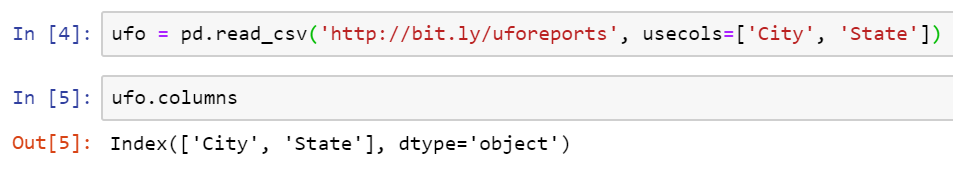 In [4]: ufo = pd.read_csv('http://bit.ly/uforeports', usecols=['City', 'State'])
In [5]: ufo.columns
Out[5]: Index(['City', 'State'], dtype='object')